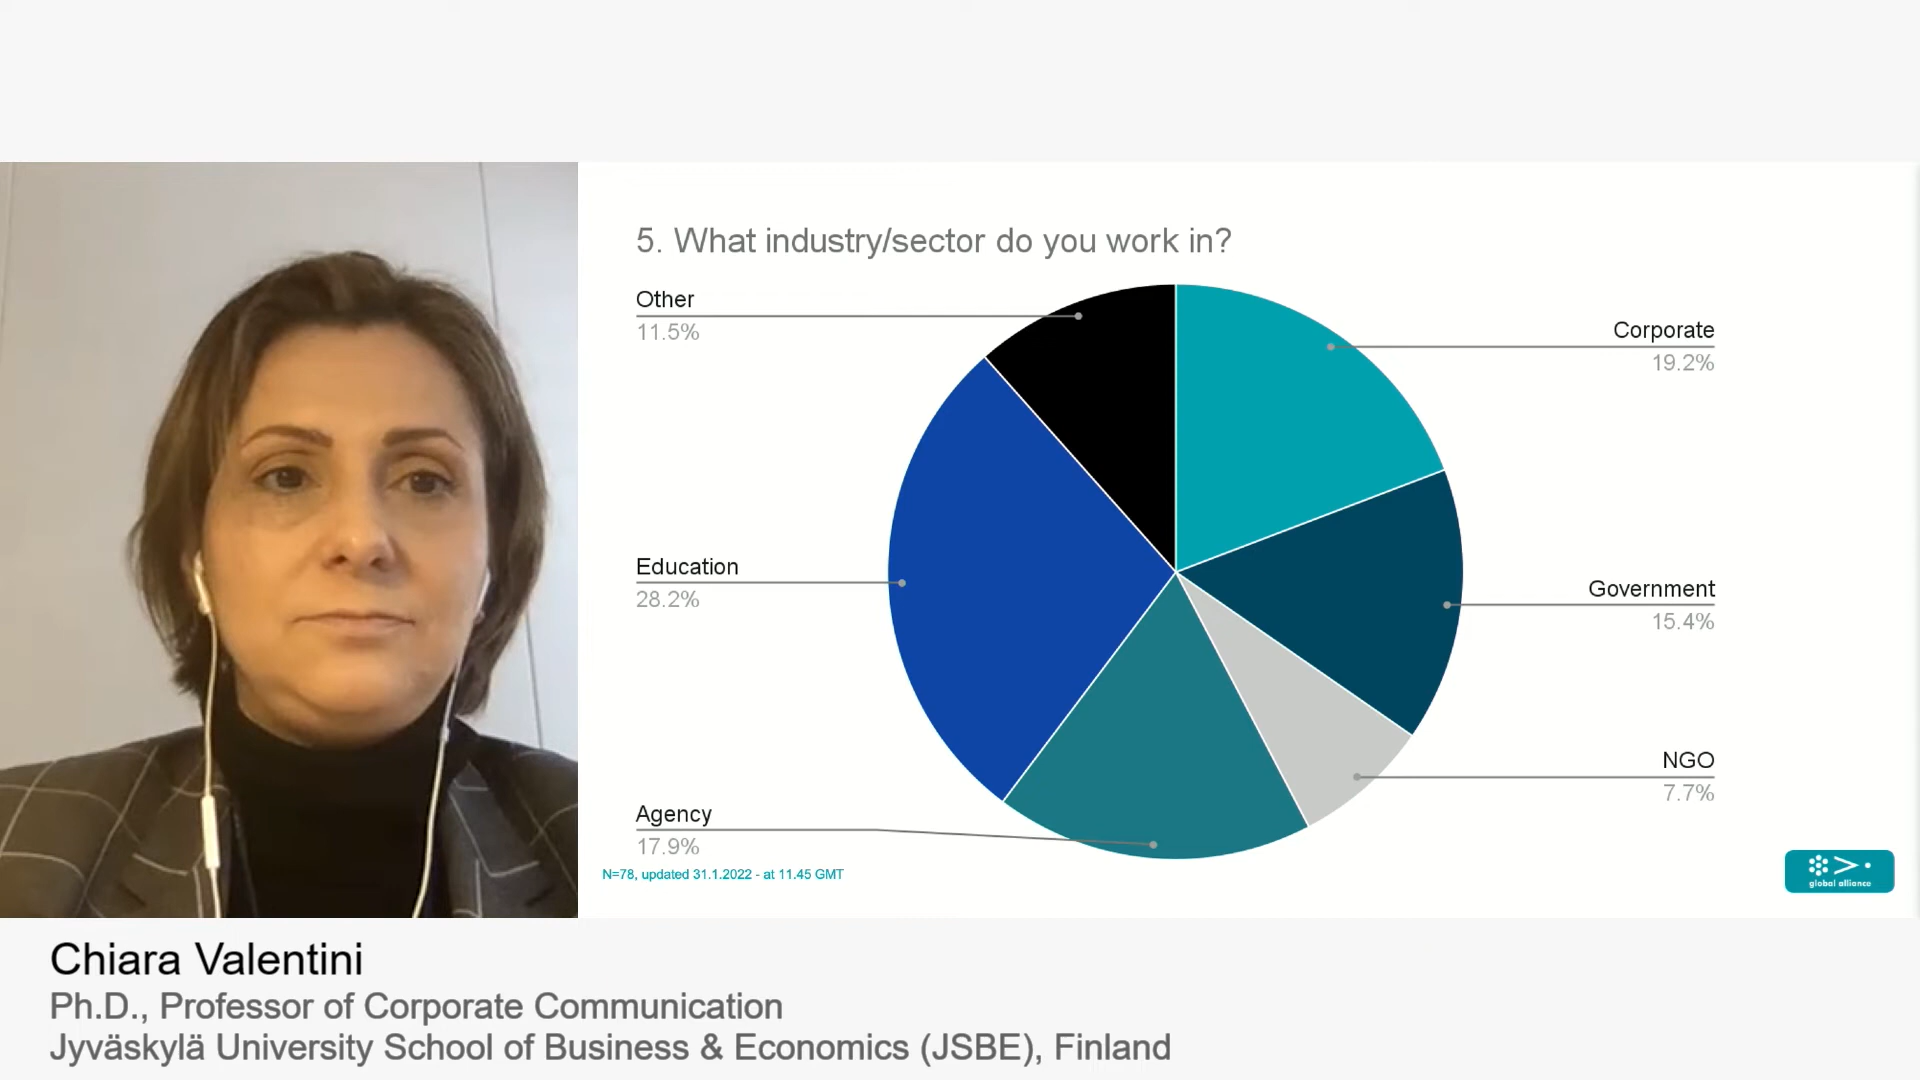 5. What industry/sector do you work in?
Other
11.5%
Corporate
19.2%
Education
28.2%
Government
15.4%
NGO
7.7%
Agency
17.9%
N=78, updated 31.1.2022 - at 11.45 GMT
global alliance
Chiara Valentini
Ph.D., Professor of Corporate Communication
Jyväskylä University School of Business & Economics (JSBE), Finland